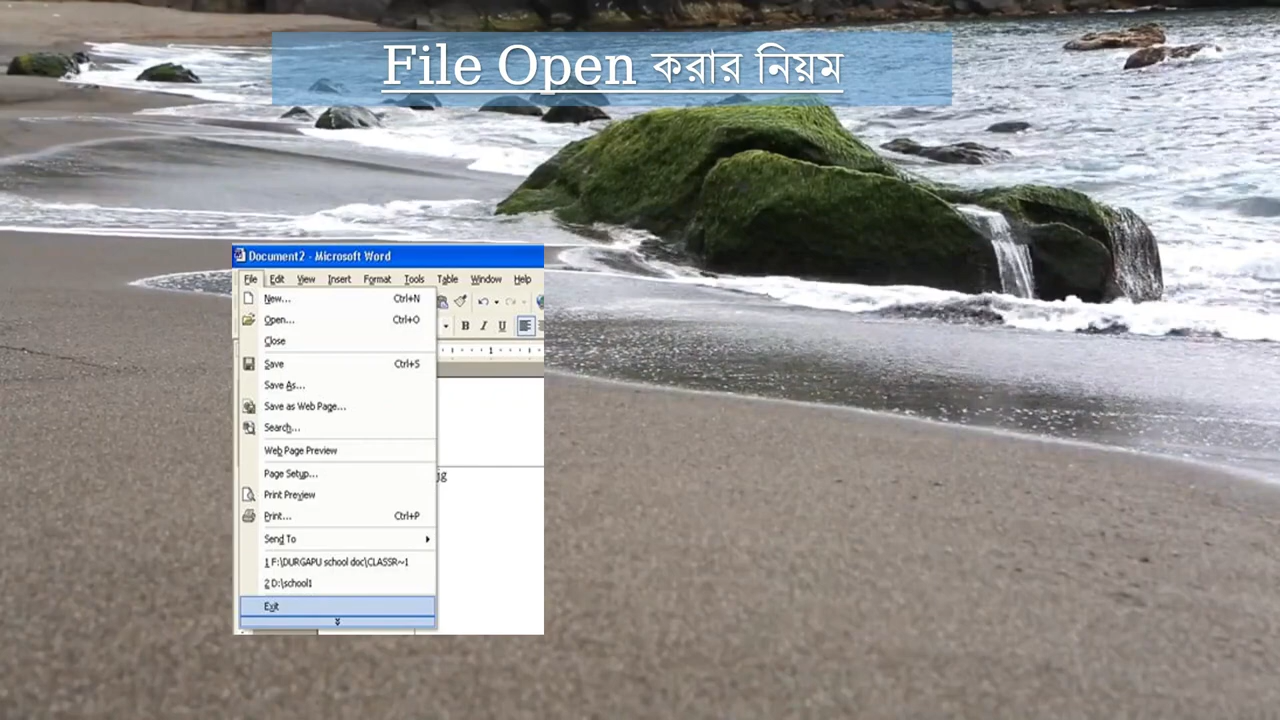 File Open করার নিয়ম
Document2 - Microsoft Word
File Edit View Insert Format Tools Table Window Help
New... Ctrl+N
Open... Ctrl+O
Close
Save Ctrl+S
Save As...
Save as Web Page...
Search...
Web Page Preview
Page Setup...
Print Preview
Print... Ctrl+P
Send To
1 F:\DURGAPU school doc\CLASSR~1
2 D:\school1
Exit
B I U
1
jg